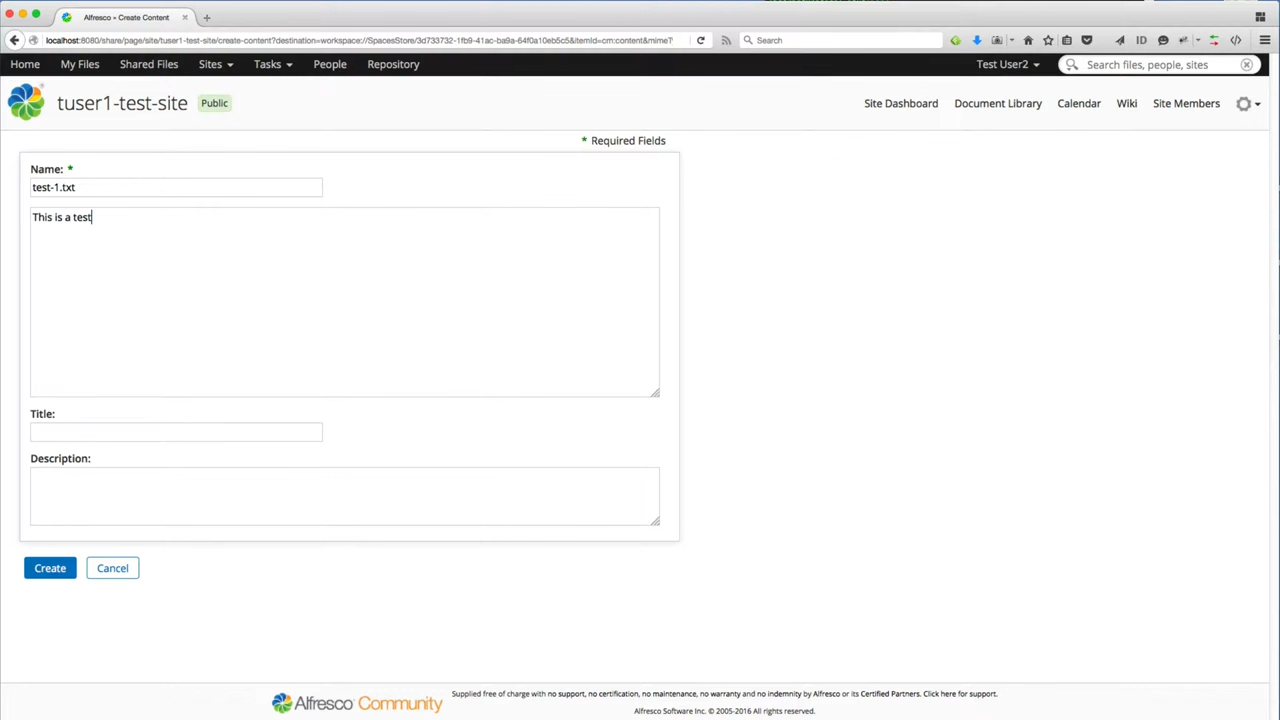 Alfresco » Create Content
localhost:8080/share/page/site/tuser1-test-site/create-content?destination=workspace://SpacesStore/3d733732-1fb9-41ac-ba9a-64f0a10eb5c5&itemId=cm:content&mimeT
Search
Home My Files Shared Files Sites Tasks People Repository Test User2 Search files, people, sites
tuser1-test-site Public Site Dashboard Document Library Calendar Wiki Site Members
* Required Fields
Name: *
test-1.txt
This is a test
Title:
Description:
Create Cancel
Alfresco Community
Supplied free of charge with no support, no certification, no maintenance, no warranty and no indemnity by Alfresco or its Certified Partners. Click here for support.
Alfresco Software Inc. © 2005-2016 All rights reserved.